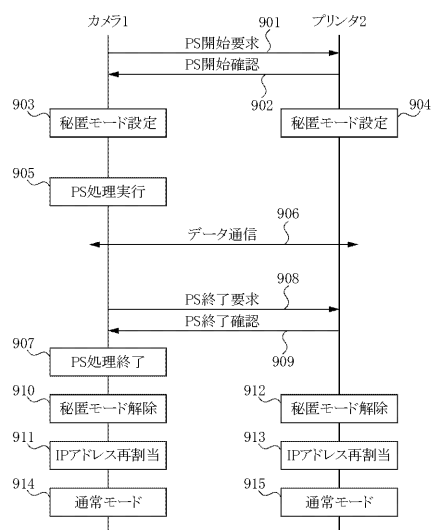 カメラ1
プリンタ2
901
PS開始要求
PS開始確認
902
903
秘匿モード設定
904
秘匿モード設定
905
PS処理実行
906
データ通信
908
PS終了要求
PS終了確認
909
907
PS処理終了
910
秘匿モード解除
912
秘匿モード解除
911
IPアドレス再割当
913
IPアドレス再割当
914
通常モード
915
通常モード